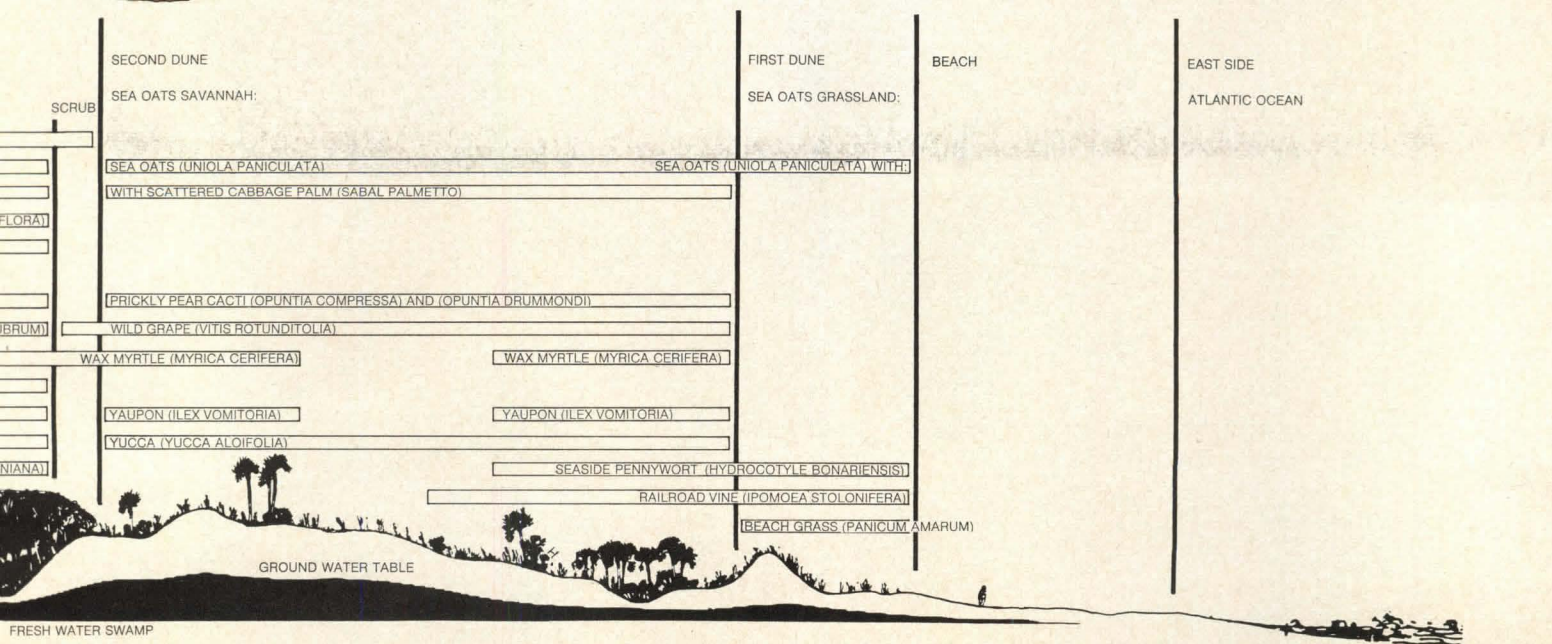 SCRUB
SECOND DUNE
SEA OATS SAVANNAH:
FIRST DUNE
SEA OATS GRASSLAND:
BEACH
EAST SIDE
ATLANTIC OCEAN
SEA OATS (UNIOLA PANICULATA)
SEA OATS (UNIOLA PANICULATA) WITH:
WITH SCATTERED CABBAGE PALM (SABAL PALMETTO)
FLORA)
PRICKLY PEAR CACTI (OPUNTIA COMPRESSA) AND (OPUNTIA DRUMMONDI)
UBRUM)
WILD GRAPE (VITIS ROTUNDITOLIA)
WAX MYRTLE (MYRICA CERIFERA)
WAX MYRTLE (MYRICA CERIFERA)
YAUPON (ILEX VOMITORIA)
YAUPON (ILEX VOMITORIA)
YUCCA (YUCCA ALOIFOLIA)
NIANA)
SEASIDE PENNYWORT (HYDROCOTYLE BONARIENSIS)
RAILROAD VINE (IPOMOEA STOLONIFERA)
BEACH GRASS (PANICUM AMARUM)
GROUND WATER TABLE
FRESH WATER SWAMP